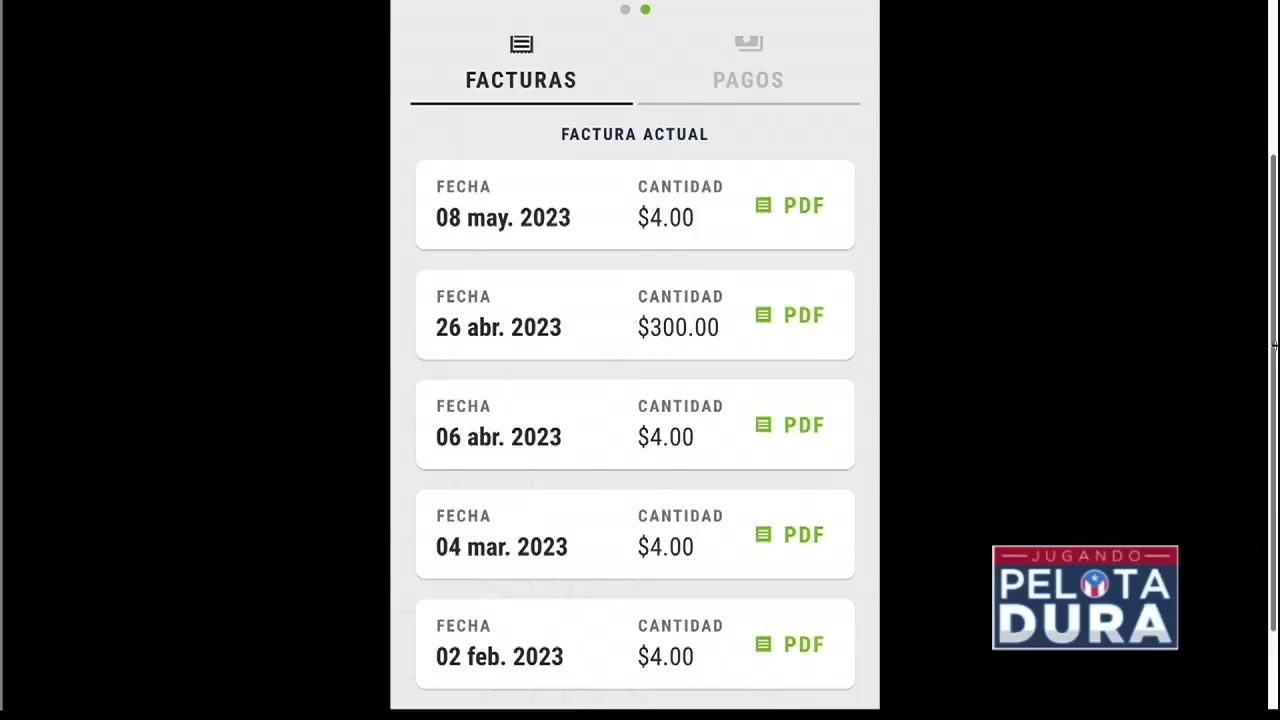 FACTURAS
PAGOS
FACTURA ACTUAL
FECHA
CANTIDAD
08 may. 2023
$4.00
PDF
FECHA
CANTIDAD
26 abr. 2023
$300.00
PDF
FECHA
CANTIDAD
06 abr. 2023
$4.00
PDF
FECHA
CANTIDAD
04 mar. 2023
$4.00
PDF
FECHA
CANTIDAD
02 feb. 2023
$4.00
PDF
JUGANDO
PELOTA
DURA